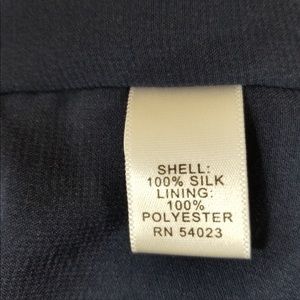 SHELL:
100% SILK
LINING:
100%
POLYESTER
RN 54023